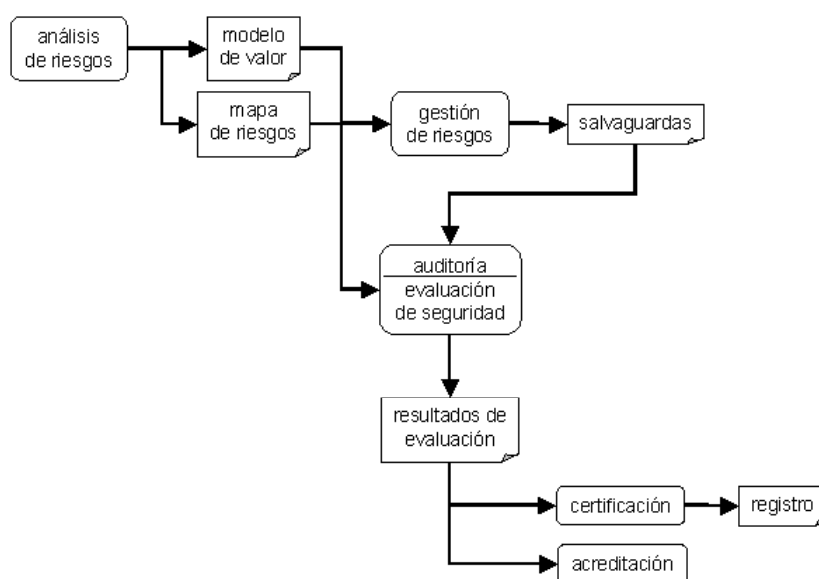 análisis
de riesgos
modelo
de valor
mapa
de riesgos
gestión
de riesgos
salvaguardas
auditoría
evaluación
de seguridad
resultados de
evaluación
certificación
registro
acreditación